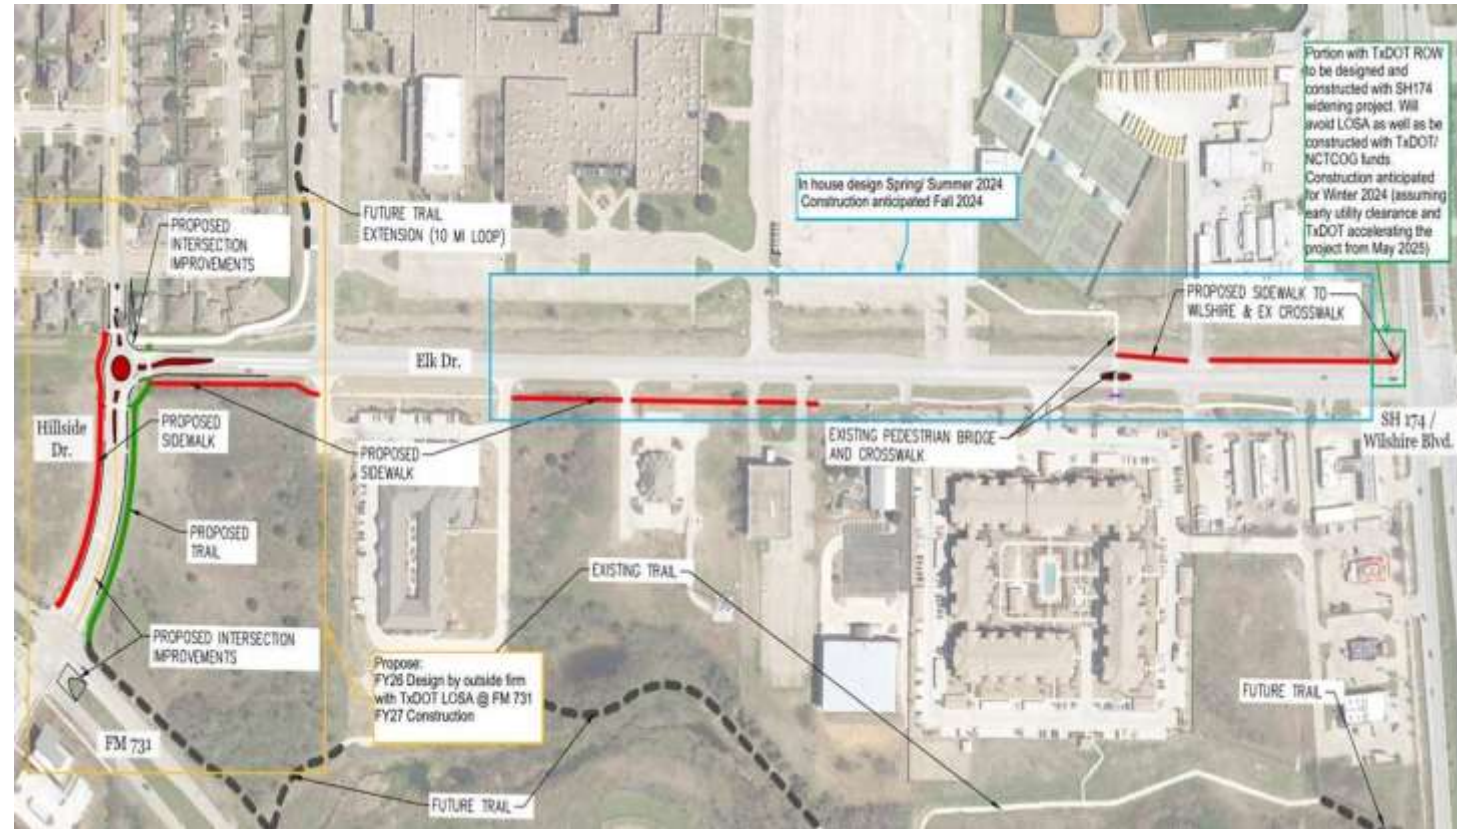 Portion with TxDOT ROW
to be designed and
constructed with SH174
widening project. Will
avoid LOSA as well as be
constructed with TxDOT/
NCTCOG funds
Construction anticipated
for Winter 2024 (assuming
early utility clearance and
TxDOT accelerating the
project from May 2025)
In house design Spring/ Summer 2024
Construction anticipated Fall 2024
FUTURE TRAIL
EXTENSION (10 MI LOOP)
PROPOSED
INTERSECTION
IMPROVEMENTS
PROPOSED SIDEWALK TO
WLSHIRE & EX CROSSWALK
Elk Dr.
SH 174 /
Wilshire Blvd.
Hillside
Dr.
PROPOSED
SIDEWALK
PROPOSED
SIDEWALK
EXISTING PEDESTRIAN BRIDGE
AND CROSSWALK
PROPOSED
TRAIL
EXISTING TRAIL
PROPOSED INTERSECTION
IMPROVEMENTS
Propose:
FY26 Design by outside firm
with TxDOT LOSA @ FM 731
FY27 Construction
FUTURE TRAIL
FM 731
FUTURE TRAIL